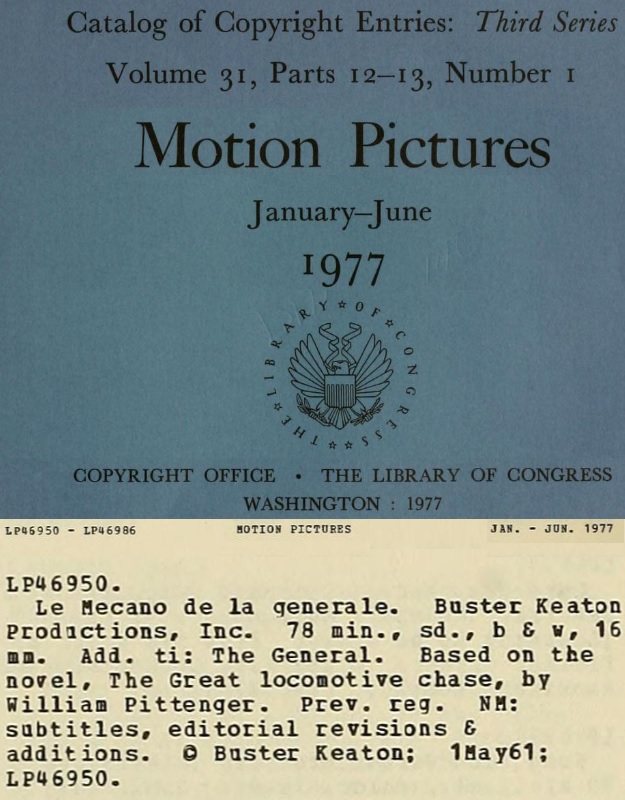 Catalog of Copyright Entries: Third Series
Volume 31, Parts 12–13, Number 1
Motion Pictures
January–June
1977
THE LIBRARY OF CONGRESS
COPYRIGHT OFFICE • THE LIBRARY OF CONGRESS
WASHINGTON : 1977
LP46950 - LP46986 MOTION PICTURES JAN. - JUN. 1977
LP46950.
Le Mecano de la generale. Buster Keaton
Productions, Inc. 78 min., sd., b & w, 16
mm. Add. ti: The General. Based on the
novel, The Great locomotive chase, by
William Pittenger. Prev. reg. NM:
subtitles, editorial revisions &
additions. © Buster Keaton; 1May61;
LP46950.